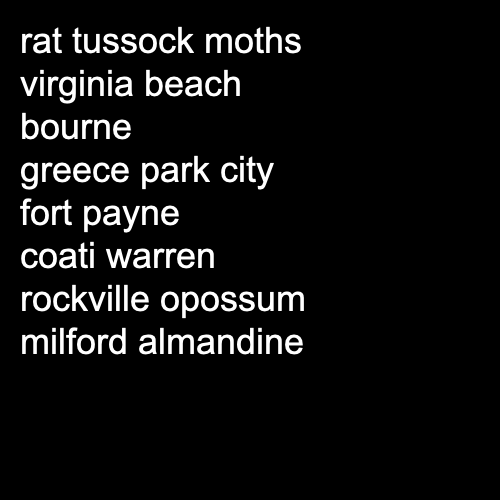 rat tussock moths
virginia beach
bourne
greece park city
fort payne
coati warren
rockville opossum
milford almandine